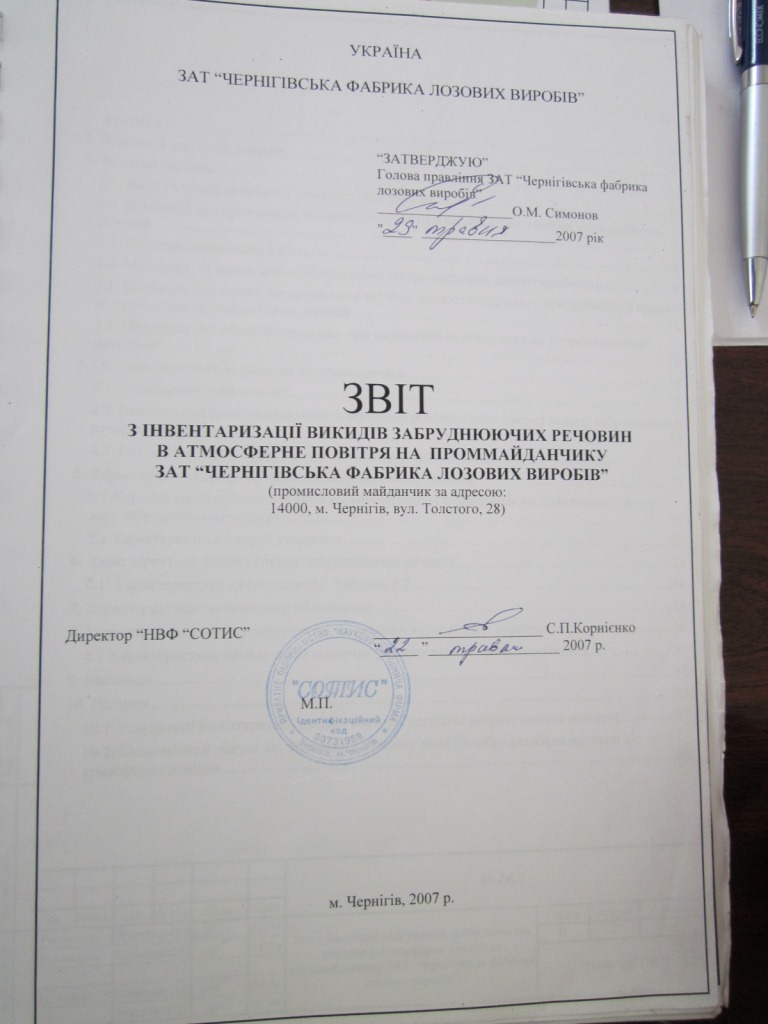 УКРАЇНА
ЗАТ “ЧЕРНІГІВСЬКА ФАБРИКА ЛОЗОВИХ ВИРОБІВ”
“ЗАТВЕРДЖУЮ”
Голова правління ЗАТ “Чернігівська фабрика
лозових виробів”
О.М. Симонов
"29" травня 2007 рік
ЗВІТ
З ІНВЕНТАРИЗАЦІЇ ВИКИДІВ ЗАБРУДНЮЮЧИХ РЕЧОВИН
В АТМОСФЕРНЕ ПОВІТРЯ НА ПРОММАЙДАНЧИКУ
ЗАТ “ЧЕРНІГІВСЬКА ФАБРИКА ЛОЗОВИХ ВИРОБІВ”
(промисловий майданчик за адресою:
14000, м. Чернігів, вул. Толстого, 28)
Директор “НВФ “СОТИС” С.П.Корнієнко
“22” травня 2007 р.
"СОТИС"
М.П.
Ідентифікаційний
код
м. Чернігів, 2007 р.